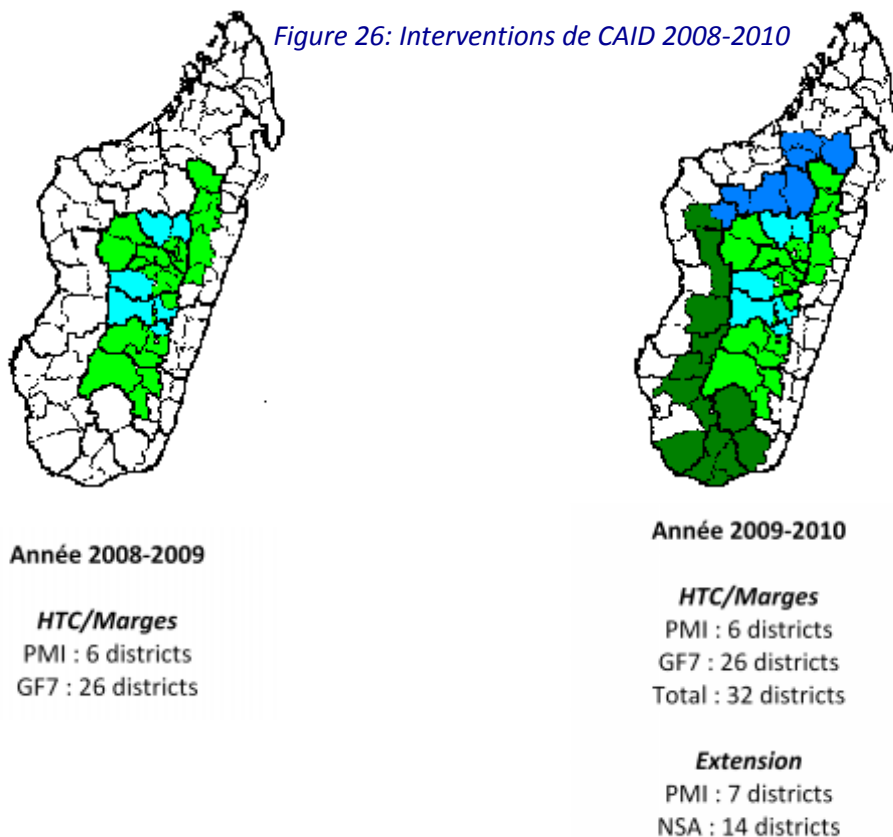 Figure 26: Interventions de CAID 2008-2010
Année 2008-2009
HTC/Marges
PMI : 6 districts
GF7 : 26 districts
Année 2009-2010
HTC/Marges
PMI : 6 districts
GF7 : 26 districts
Total : 32 districts
Extension
PMI : 7 districts
NSA : 14 districts